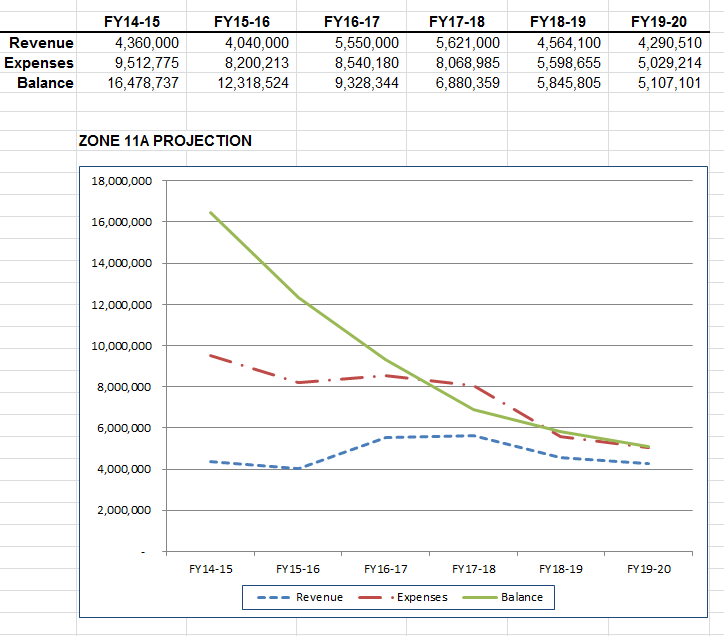 FY14-15 FY15-16 FY16-17 FY17-18 FY18-19 FY19-20
Revenue 4,360,000 4,040,000 5,550,000 5,621,000 4,564,100 4,290,510
Expenses 9,512,775 8,200,213 8,540,180 8,068,985 5,598,655 5,029,214
Balance 16,478,737 12,318,524 9,328,344 6,880,359 5,845,805 5,107,101
ZONE 11A PROJECTION
18,000,000
16,000,000
14,000,000
12,000,000
10,000,000
8,000,000
6,000,000
4,000,000
2,000,000
-
FY14-15 FY15-16 FY16-17 FY17-18 FY18-19 FY19-20
Revenue Expenses Balance